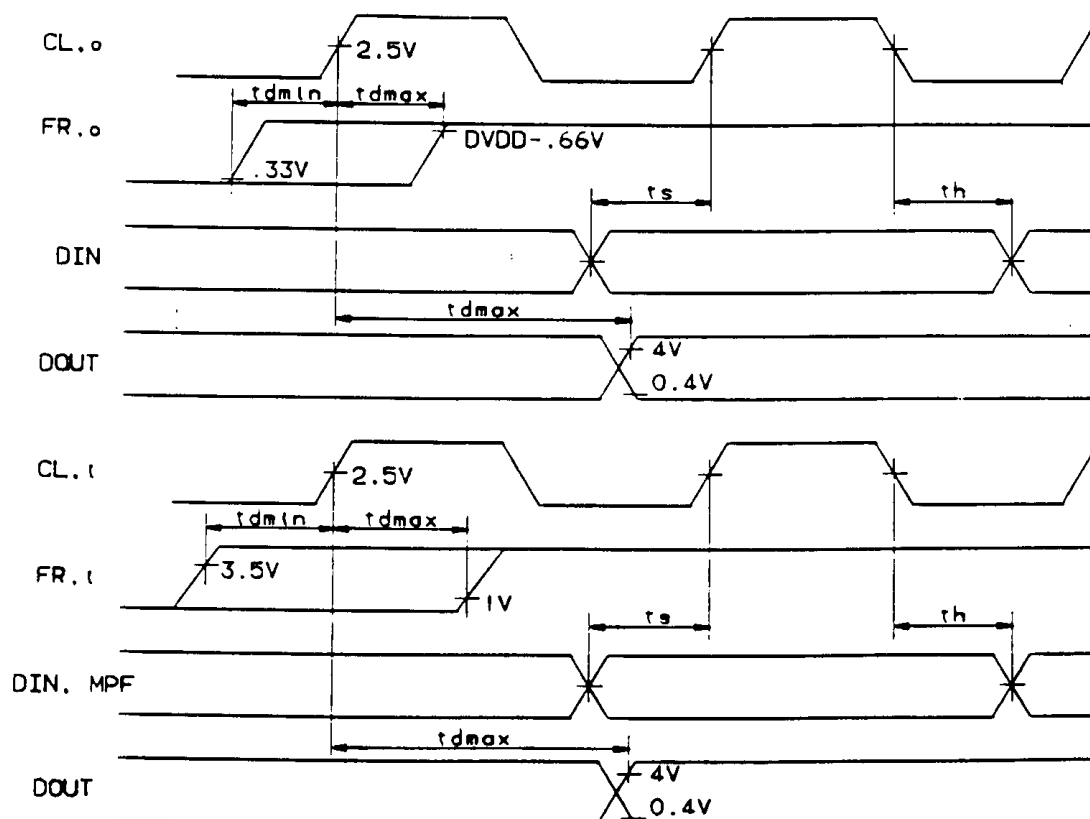 CL.o
2.5V
tdmin
tdmax
FR.o
.33V
DVDD-.66V
ts
th
DIN
tdmax
DOUT
4V
0.4V
CL.i
2.5V
tdmin
tdmax
FR.i
3.5V
1V
ts
th
DIN. MPF
tdmax
DOUT
4V
0.4V